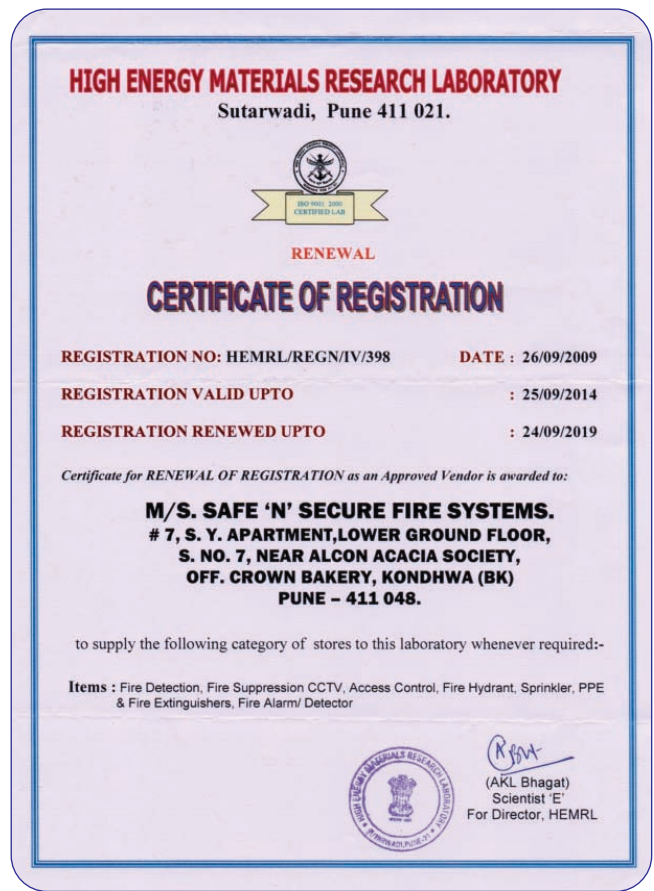 HIGH ENERGY MATERIALS RESEARCH LABORATORY
Sutarwadi, Pune 411 021.
ISO 9001 2000
CERTIFIED LAB
RENEWAL
CERTIFICATE OF REGISTRATION
REGISTRATION NO: HEMRL/REGN/IV/398 DATE : 26/09/2009
REGISTRATION VALID UPTO : 25/09/2014
REGISTRATION RENEWED UPTO : 24/09/2019
Certificate for RENEWAL OF REGISTRATION as an Approved Vendor is awarded to:
M/S. SAFE ‘N’ SECURE FIRE SYSTEMS.
# 7, S. Y. APARTMENT,LOWER GROUND FLOOR,
S. NO. 7, NEAR ALCON ACACIA SOCIETY,
OFF. CROWN BAKERY, KONDHWA (BK)
PUNE – 411 048.
to supply the following category of stores to this laboratory whenever required:-
Items : Fire Detection, Fire Suppression CCTV, Access Control, Fire Hydrant, Sprinkler, PPE
& Fire Extinguishers, Fire Alarm/ Detector
HIGH ENERGY MATERIALS RESEARCH LABORATORY
(AKL Bhagat)
Scientist ‘E’
For Director, HEMRL